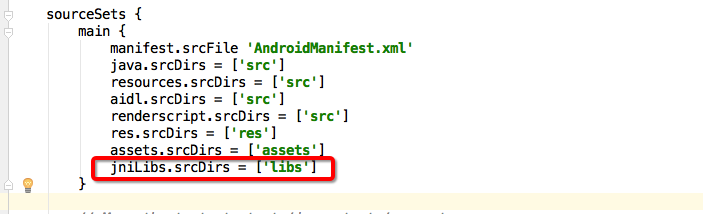 sourceSets {
main {
manifest.srcFile 'AndroidManifest.xml'
java.srcDirs = ['src']
resources.srcDirs = ['src']
aidl.srcDirs = ['src']
renderscript.srcDirs = ['src']
res.srcDirs = ['res']
assets.srcDirs = ['assets']
jniLibs.srcDirs = ['libs']
}